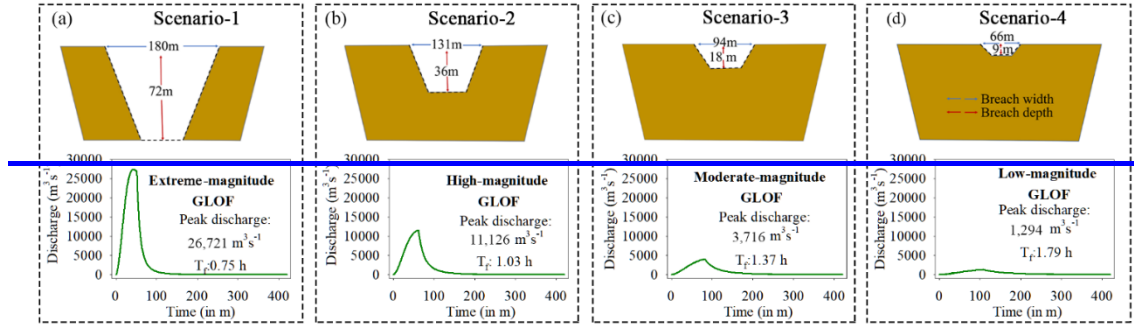 (a) Scenario-1
180m
72m
30000
25000
20000
15000
10000
5000
0
Discharge (m³s⁻¹)
Extreme-magnitude
GLOF
Peak discharge:
26,721 m³s⁻¹
T_f:0.75 h
0 100 200 300 400
Time (in m)
(b) Scenario-2
131m
36m
30000
25000
20000
15000
10000
5000
0
Discharge (m³s⁻¹)
High-magnitude
GLOF
Peak discharge:
11,126 m³s⁻¹
T_f: 1.03 h
0 100 200 300 400
Time (in m)
(c) Scenario-3
94m
18m
30000
25000
20000
15000
10000
5000
0
Discharge (m³s⁻¹)
Moderate-magnitude
GLOF
Peak discharge:
3,716 m³s⁻¹
T_f:1.37 h
0 100 200 300 400
Time (in m)
(d) Scenario-4
66m
9m
Breach width
Breach depth
30000
25000
20000
15000
10000
5000
0
Discharge (m³s⁻¹)
Low-magnitude
GLOF
Peak discharge:
1,294 m³s⁻¹
T_f:1.79 h
0 100 200 300 400
Time (in m)